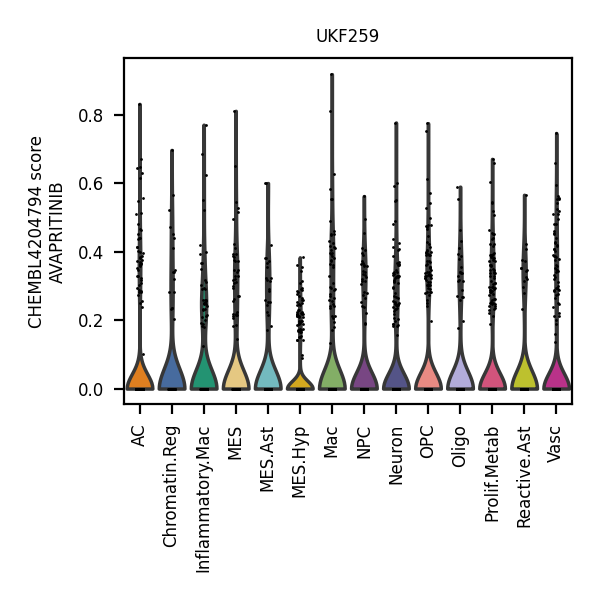 UKF259
CHEMBL4204794 score
AVAPRITINIB
0.8
0.6
0.4
0.2
0.0
AC
Chromatin.Reg
Inflammatory.Mac
MES
MES.Ast
MES.Hyp
Mac
NPC
Neuron
OPC
Oligo
Prolif.Metab
Reactive.Ast
Vasc